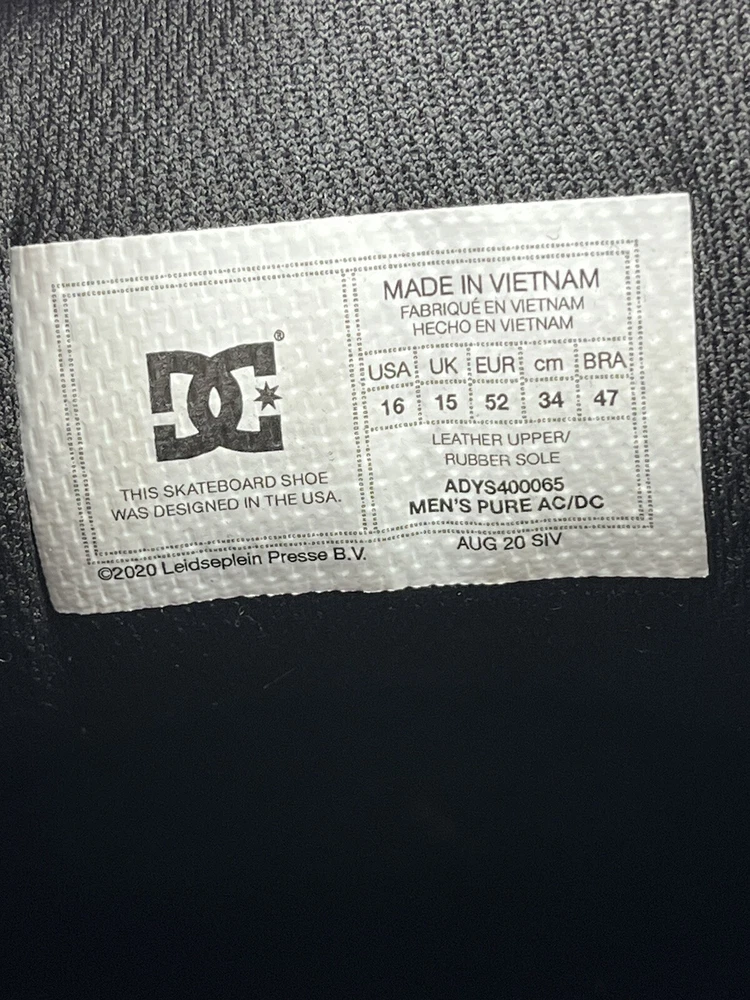 DC
®
THIS SKATEBOARD SHOE
WAS DESIGNED IN THE USA.
©2020 Leidseplein Presse B.V.
MADE IN VIETNAM
FABRIQUÉ EN VIETNAM
HECHO EN VIETNAM
USA UK EUR cm BRA
16 15 52 34 47
LEATHER UPPER/
RUBBER SOLE
ADYS400065
MEN'S PURE AC/DC
AUG 20 SIV